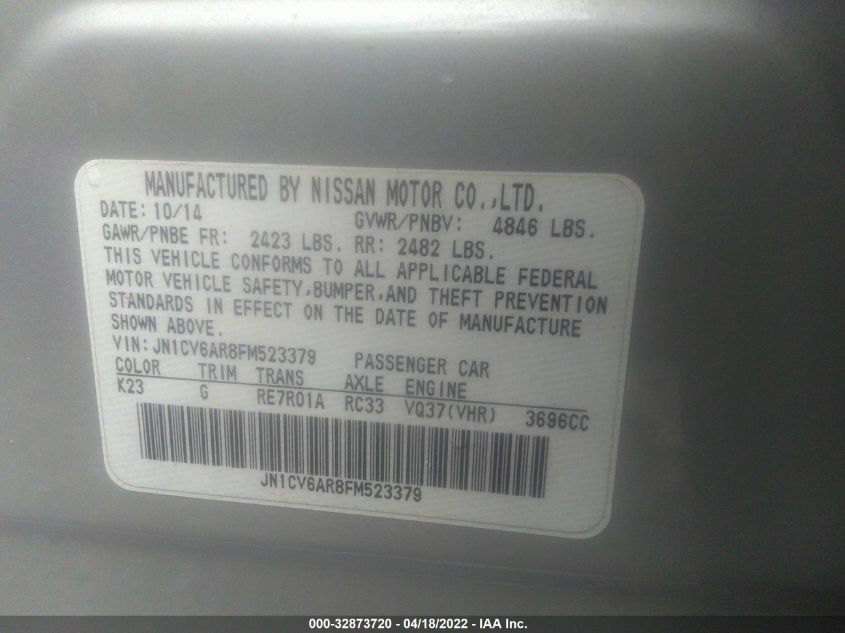 MANUFACTURED BY NISSAN MOTOR CO.,LTD.
DATE: 10/14 GVWR/PNBV: 4846 LBS.
GAWR/PNBE FR: 2423 LBS. RR: 2482 LBS.
THIS VEHICLE CONFORMS TO ALL APPLICABLE FEDERAL
MOTOR VEHICLE SAFETY,BUMPER,AND THEFT PREVENTION
STANDARDS IN EFFECT ON THE DATE OF MANUFACTURE
SHOWN ABOVE.
VIN:JN1CV6AR8FM523379 PASSENGER CAR
COLOR TRIM TRANS AXLE ENGINE
K23 G RE7R01A RC33 VQ37(VHR) 3696CC
JN1CV6AR8FM523379
000-32873720 - 04/18/2022 - IAA Inc.